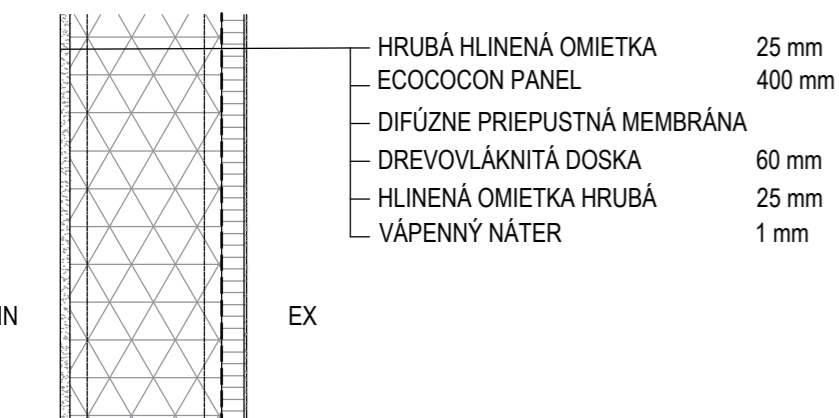 HRUBÁ HLINENÁ OMIETKA 25 mm
ECOCOCON PANEL 400 mm
DIFÚZNE PRIEPUSTNÁ MEMBRÁNA
DREVOVLÁKNITÁ DOSKA 60 mm
HLINENÁ OMIETKA HRUBÁ 25 mm
VÁPENNÝ NÁTER 1 mm
IN EX